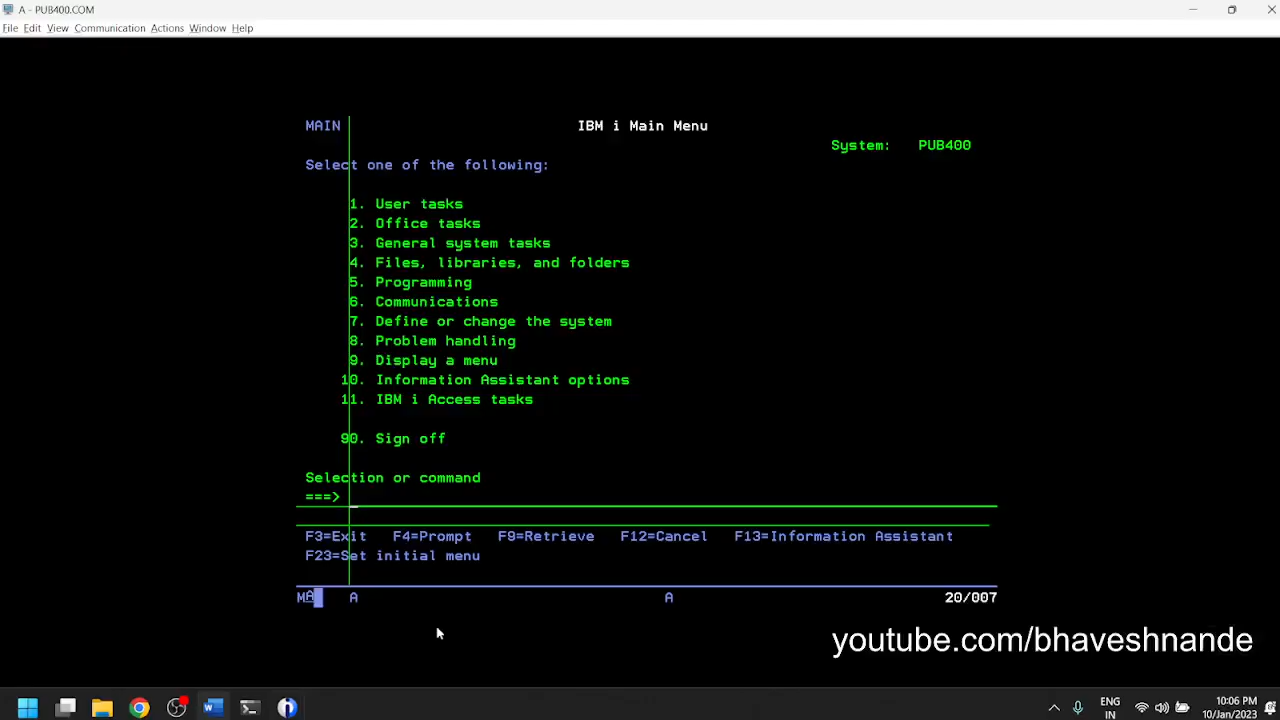 A - PUB400.COM
File Edit View Communication Actions Window Help
MAIN IBM i Main Menu
System: PUB400
Select one of the following:
1. User tasks
2. Office tasks
3. General system tasks
4. Files, libraries, and folders
5. Programming
6. Communications
7. Define or change the system
8. Problem handling
9. Display a menu
10. Information Assistant options
11. IBM i Access tasks
90. Sign off
Selection or command
===>
F3=Exit F4=Prompt F9=Retrieve F12=Cancel F13=Information Assistant
F23=Set initial menu
MA A A 20/007
youtube.com/bhaveshnande
ENG 10:06 PM
IN 10/Jan/2023